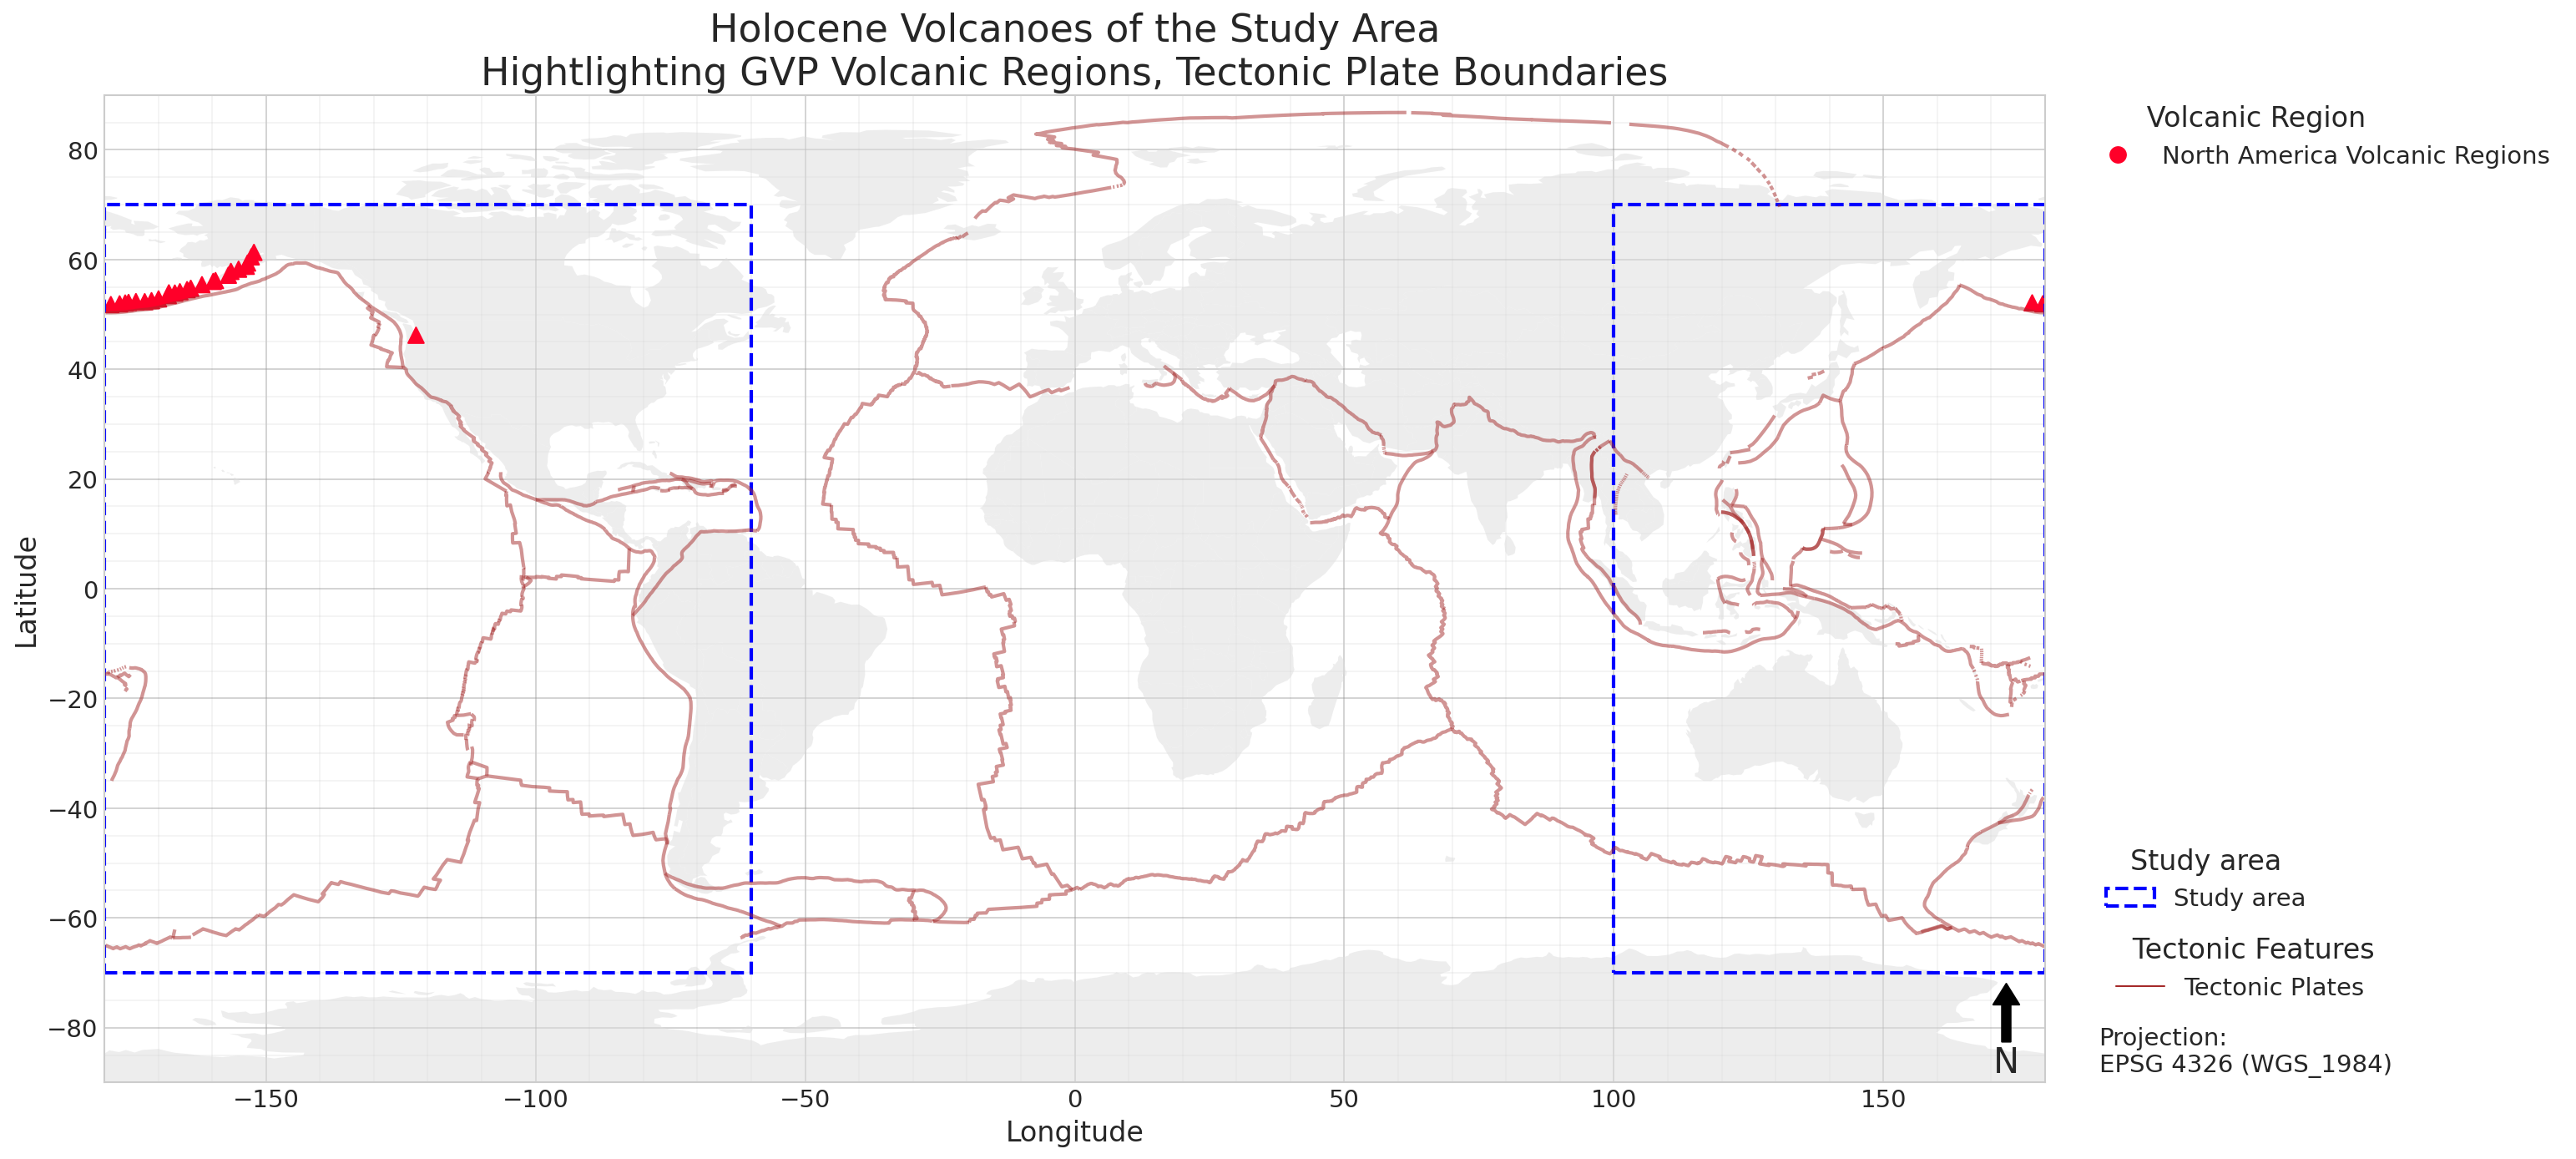 Holocene Volcanoes of the Study Area
Hightlighting GVP Volcanic Regions, Tectonic Plate Boundaries
Volcanic Region
North America Volcanic Regions
80
60
40
20
0
−20
−40
−60
−80
Latitude
−150
−100
−50
0
50
100
150
Longitude
N
Study area
Study area
Tectonic Features
Tectonic Plates
Projection:
EPSG 4326 (WGS_1984)